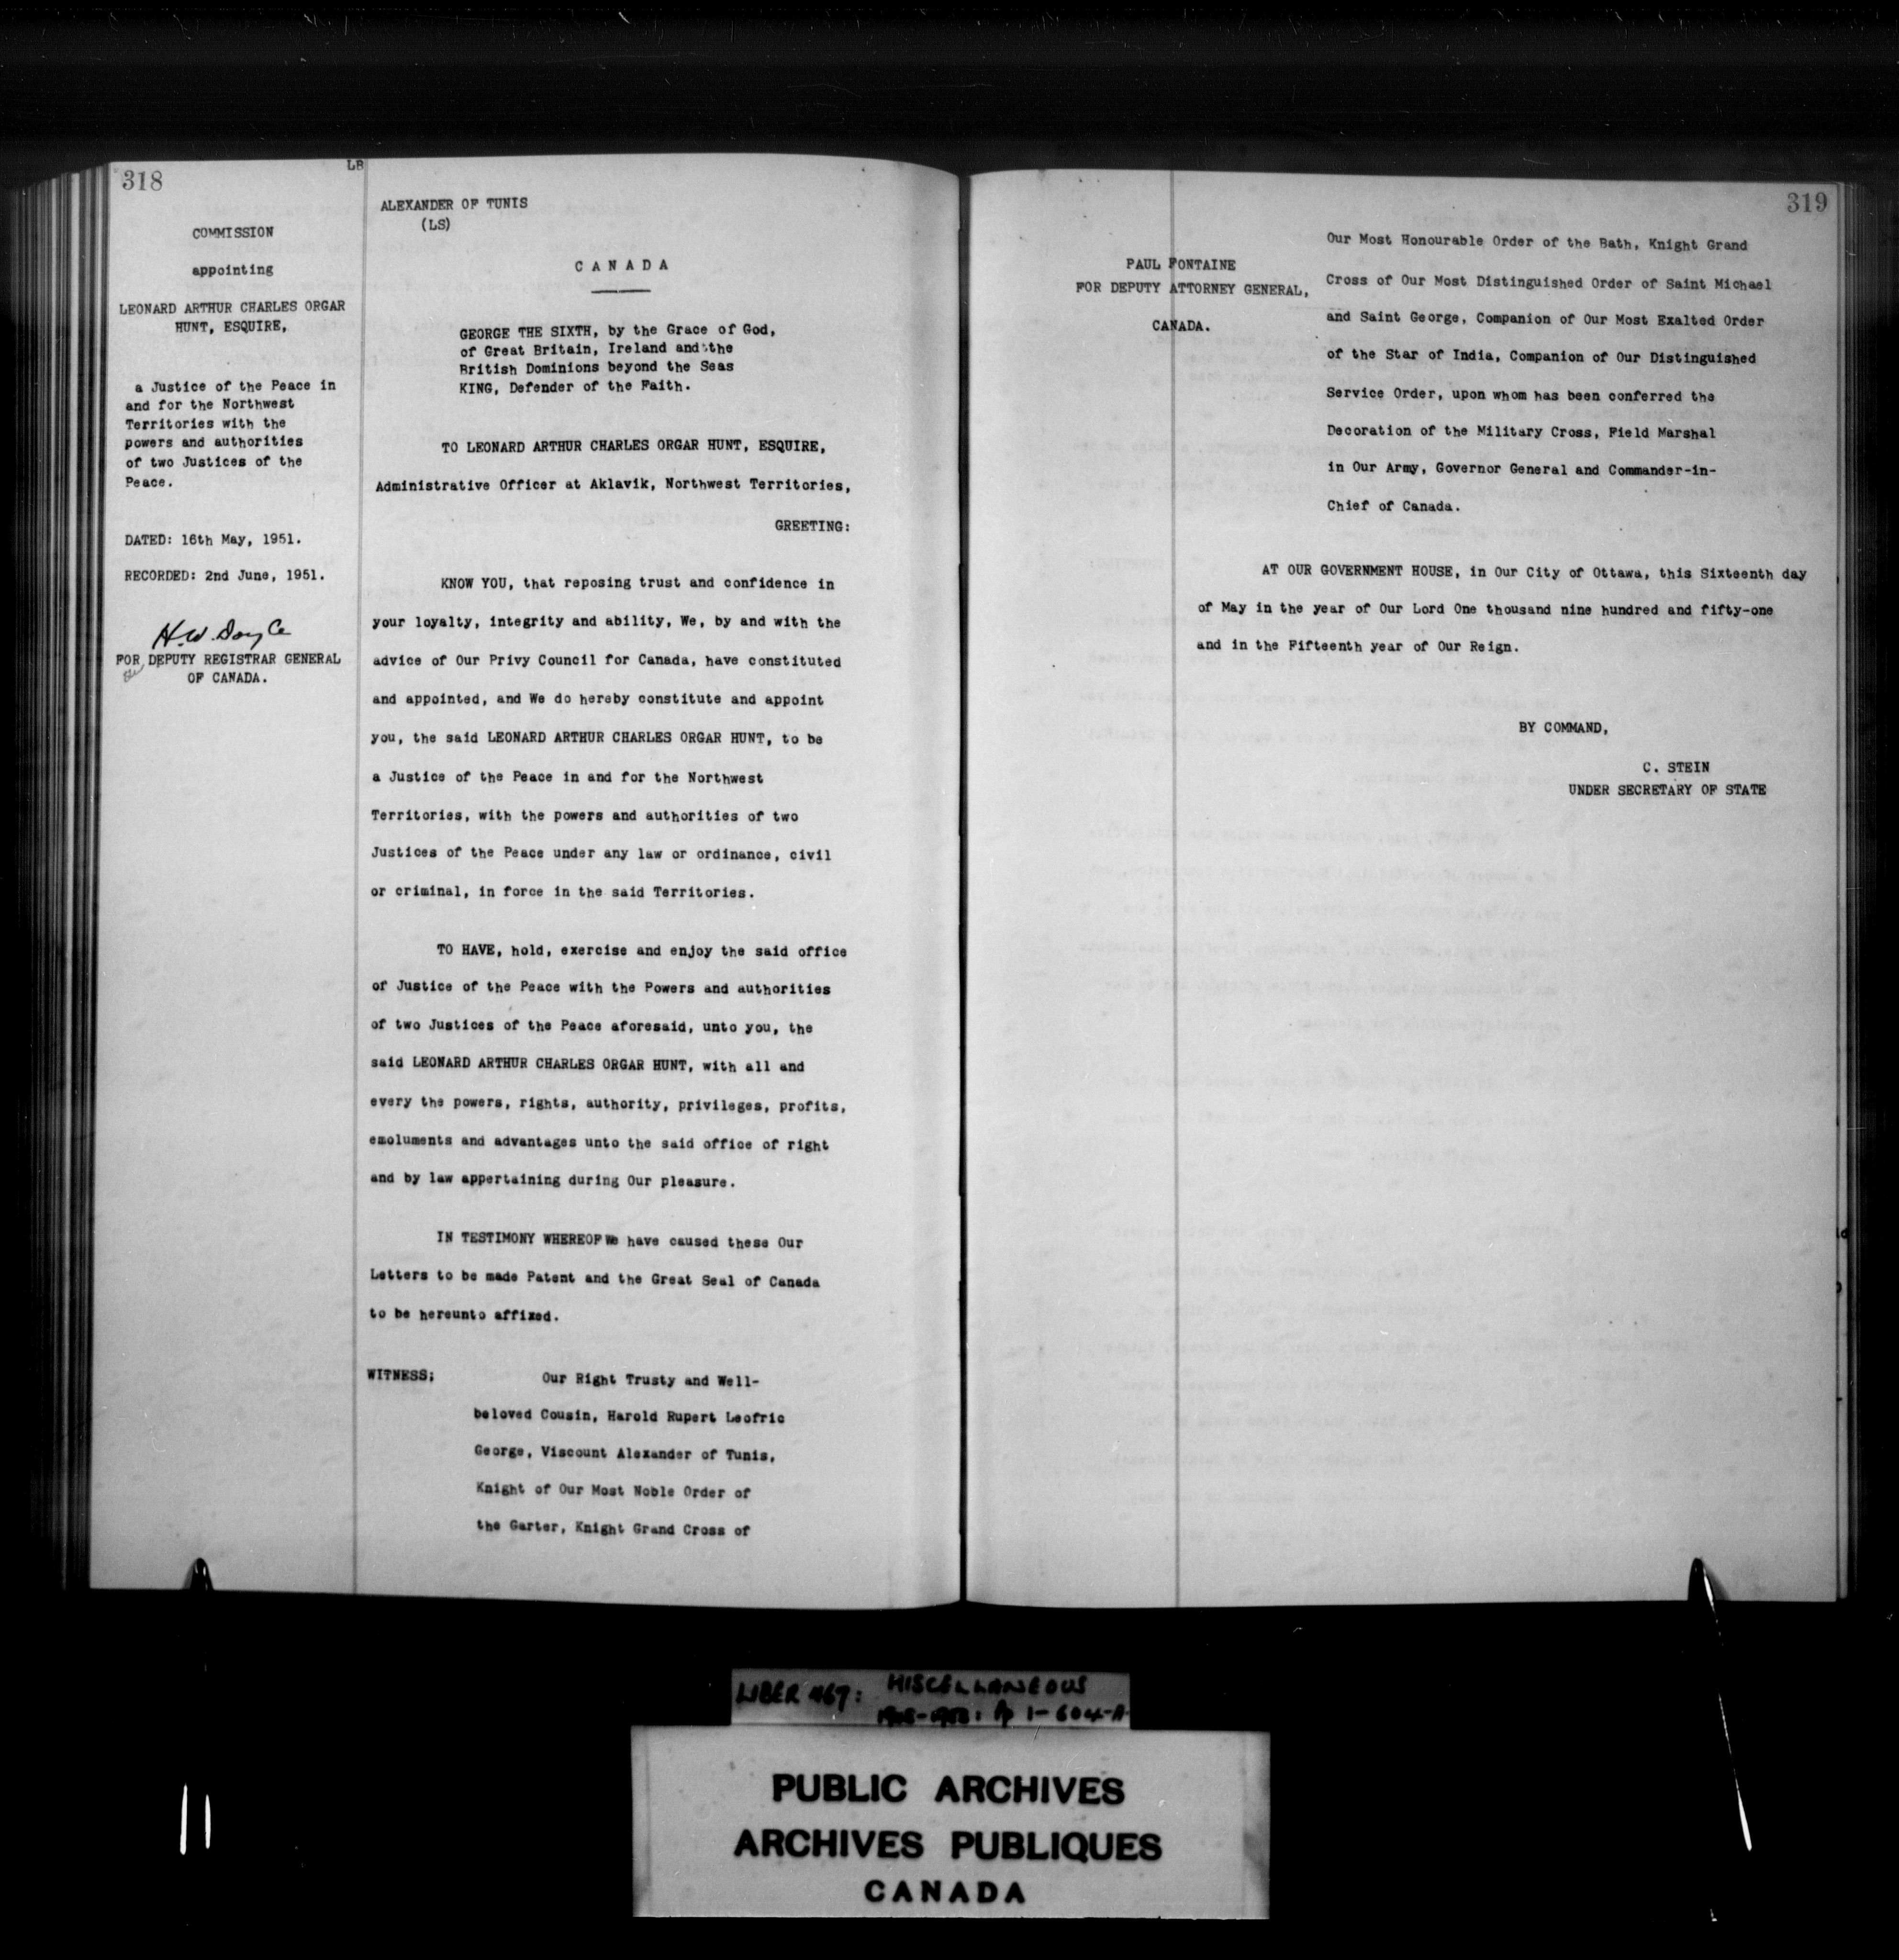 318
LB
COMMISSION
appointing
LEONARD ARTHUR CHARLES ORGAR
HUNT, ESQUIRE,
a Justice of the Peace in
and for the Northwest
Territories with the
powers and authorities
of two Justices of the
Peace.
DATED: 16th May, 1951.
RECORDED: 2nd June, 1951.
H.W. Doyle
FOR DEPUTY REGISTRAR GENERAL
OF CANADA.
ALEXANDER OF TUNIS
(LS)
CANADA
GEORGE THE SIXTH, by the Grace of God,
of Great Britain, Ireland and the
British Dominions beyond the Seas
KING, Defender of the Faith.
TO LEONARD ARTHUR CHARLES ORGAR HUNT, ESQUIRE,
Administrative Officer at Aklavik, Northwest Territories,
GREETING:
KNOW YOU, that reposing trust and confidence in
your loyalty, integrity and ability, We, by and with the
advice of Our Privy Council for Canada, have constituted
and appointed, and We do hereby constitute and appoint
you, the said LEONARD ARTHUR CHARLES ORGAR HUNT, to be
a Justice of the Peace in and for the Northwest
Territories, with the powers and authorities of two
Justices of the Peace under any law or ordinance, civil
or criminal, in force in the said Territories.
TO HAVE, hold, exercise and enjoy the said office
of Justice of the Peace with the Powers and authorities
of two Justices of the Peace aforesaid, unto you, the
said LEONARD ARTHUR CHARLES ORGAR HUNT, with all and
every the powers, rights, authority, privileges, profits,
emoluments and advantages unto the said office of right
and by law appertaining during Our pleasure.
IN TESTIMONY WHEREOF We have caused these Our
Letters to be made Patent and the Great Seal of Canada
to be hereunto affixed.
WITNESS; Our Right Trusty and Well-
beloved Cousin, Harold Rupert Leofric
George, Viscount Alexander of Tunis,
Knight of Our Most Noble Order of
the Garter, Knight Grand Cross of
319
PAUL FONTAINE
FOR DEPUTY ATTORNEY GENERAL,
CANADA.
Our Most Honourable Order of the Bath, Knight Grand
Cross of Our Most Distinguished Order of Saint Michael
and Saint George, Companion of Our Most Exalted Order
of the Star of India, Companion of Our Distinguished
Service Order, upon whom has been conferred the
Decoration of the Military Cross, Field Marshal
in Our Army, Governor General and Commander-in-
Chief of Canada.
AT OUR GOVERNMENT HOUSE, in Our City of Ottawa, this Sixteenth day
of May in the year of Our Lord One thousand nine hundred and fifty-one
and in the Fifteenth year of Our Reign.
BY COMMAND,
C. STEIN
UNDER SECRETARY OF STATE
LIBER 467: MISCELLANEOUS
Pp 1-604-A
PUBLIC ARCHIVES
ARCHIVES PUBLIQUES
CANADA